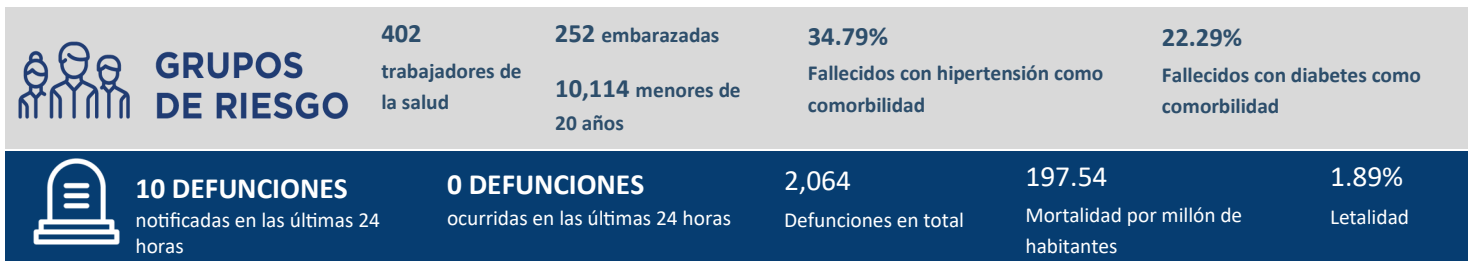 GRUPOS
DE RIESGO
402
trabajadores de
la salud
252 embarazadas
10,114 menores de
20 años
34.79%
Fallecidos con hipertensión como
comorbilidad
22.29%
Fallecidos con diabetes como
comorbilidad
10 DEFUNCIONES
notificadas en las últimas 24
horas
0 DEFUNCIONES
ocurridas en las últimas 24 horas
2,064
Defunciones en total
197.54
Mortalidad por millón de
habitantes
1.89%
Letalidad